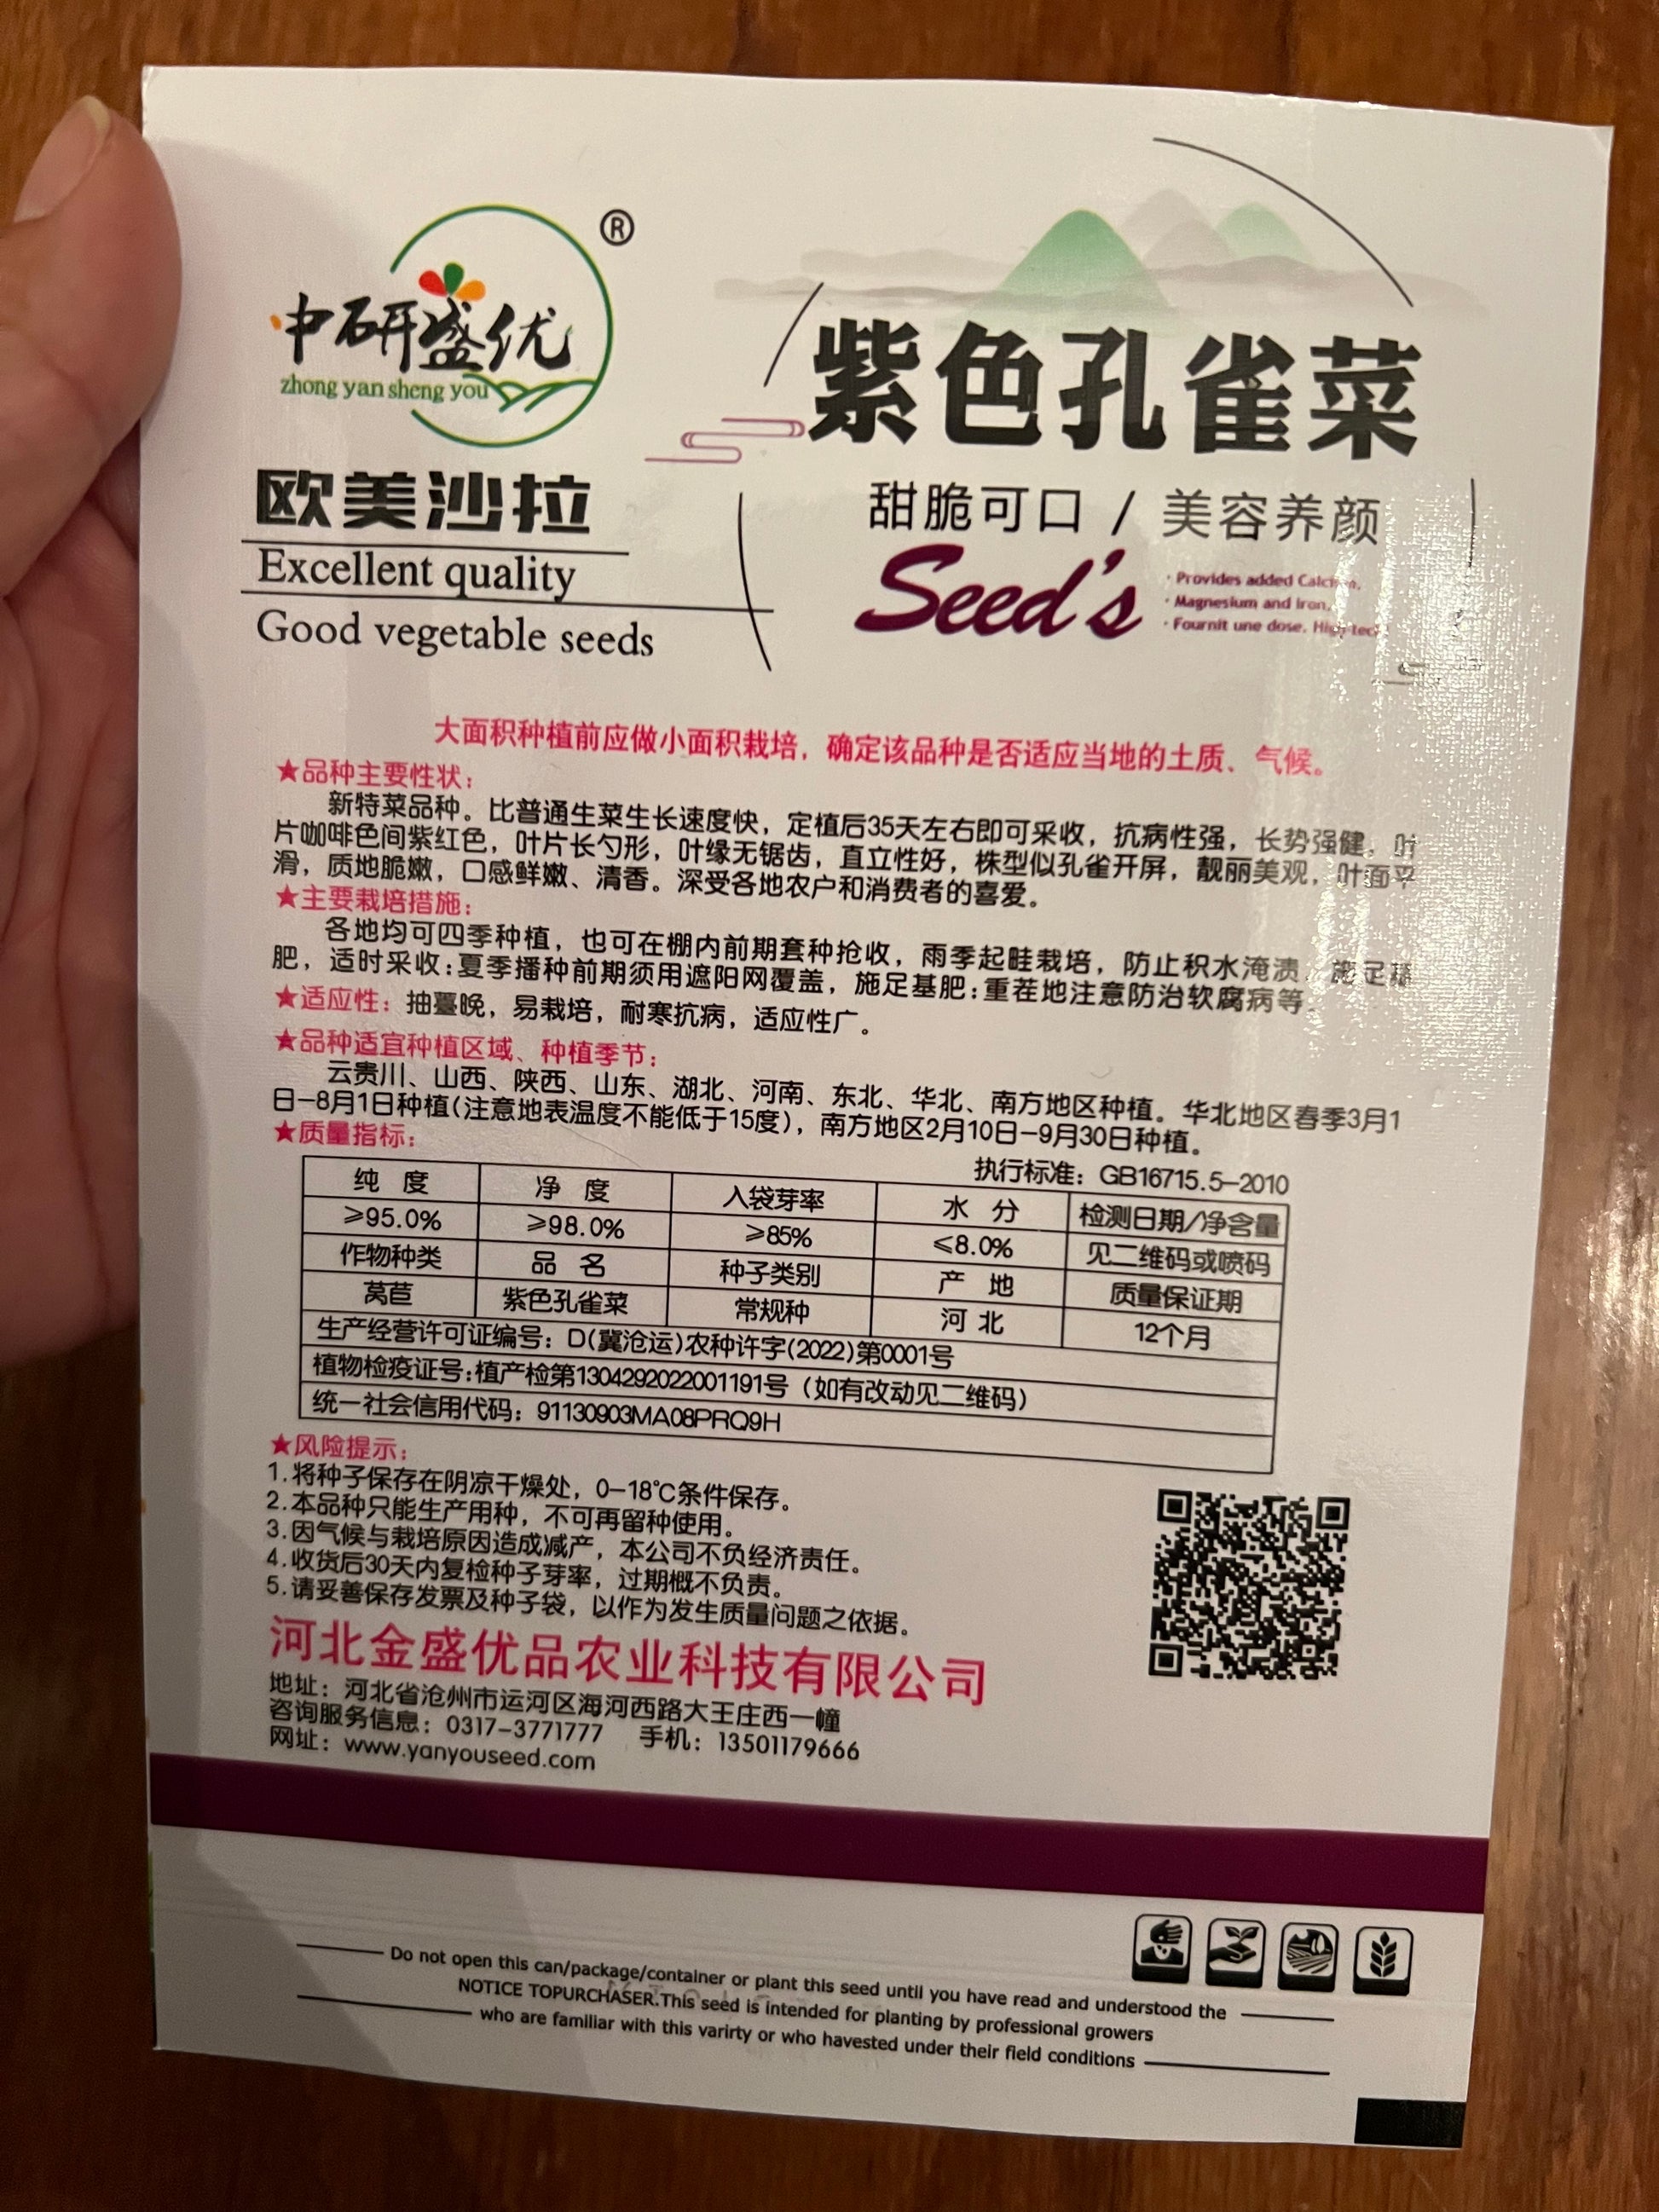 ®
中研盛优
zhong yan sheng you
紫色孔雀菜
欧美沙拉
甜脆可口 / 美容养颜
Excellent quality
Good vegetable seeds
Seed's
· Provides added Calcium,
· Magnesium and Iron,
· Fournit une dose. High-tech
大面积种植前应做小面积栽培，确定该品种是否适应当地的土质、气候。
★品种主要性状：
新特菜品种。比普通生菜生长速度快，定植后35天左右即可采收，抗病性强，长势强健，叶
片咖啡色间紫红色，叶片长勺形，叶缘无锯齿，直立性好，株型似孔雀开屏，靓丽美观，叶面平
滑，质地脆嫩，口感鲜嫩、清香。深受各地农户和消费者的喜爱。
★主要栽培措施：
各地均可四季种植，也可在棚内前期套种抢收，雨季起畦栽培，防止积水淹渍，施足基
肥，适时采收：夏季播种前期须用遮阳网覆盖，施足基肥：重茬地注意防治软腐病等。
★适应性：抽薹晚，易栽培，耐寒抗病，适应性广。
★品种适宜种植区域、种植季节：
云贵川、山西、陕西、山东、湖北、河南、东北、华北、南方地区种植。华北地区春季3月1
日-8月1日种植(注意地表温度不能低于15度)，南方地区2月10日-9月30日种植。
★质量指标：
执行标准：GB16715.5-2010
纯 度 净 度 入袋芽率 水 分 检测日期/净含量
≥95.0% ≥98.0% ≥85% ≤8.0% 见二维码或喷码
作物种类 品 名 种子类别 产 地 质量保证期
莴苣 紫色孔雀菜 常规种 河 北 12个月
生产经营许可证编号：D(冀沧运)农种许字(2022)第0001号
植物检疫证号:植产检第1304292022001191号（如有改动见二维码）
统一社会信用代码：91130903MA08PRQ9H
★风险提示：
1.将种子保存在阴凉干燥处，0-18℃条件保存。
2.本品种只能生产用种，不可再留种使用。
3.因气候与栽培原因造成减产，本公司不负经济责任。
4.收货后30天内复检种子芽率，过期概不负责。
5.请妥善保存发票及种子袋，以作为发生质量问题之依据。
河北金盛优品农业科技有限公司
地址：河北省沧州市运河区海河西路大王庄西一幢
咨询服务信息：0317-3771777 手机：13501179666
网址：www.yanyouseed.com
Do not open this can/package/container or plant this seed until you have read and understood the
NOTICE TOPURCHASER.This seed is intended for planting by professional growers
who are familiar with this varirty or who havested under their field conditions